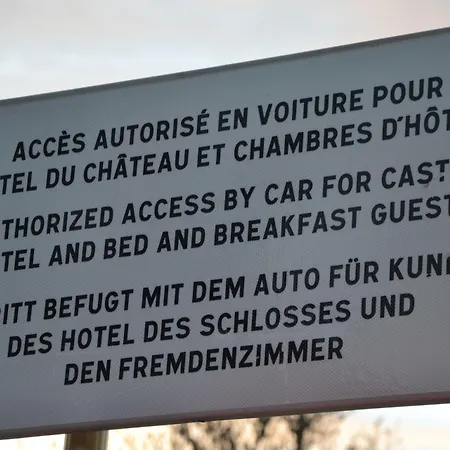 ACCÈS AUTORISÉ EN VOITURE POUR
TEL DU CHÂTEAU ET CHAMBRES D'HÔT
THORIZED ACCESS BY CAR FOR CAST
TEL AND BED AND BREAKFAST GUEST
ITT BEFUGT MIT DEM AUTO FÜR KUN
DES HOTEL DES SCHLOSSES UND
DEN FREMDENZIMMER